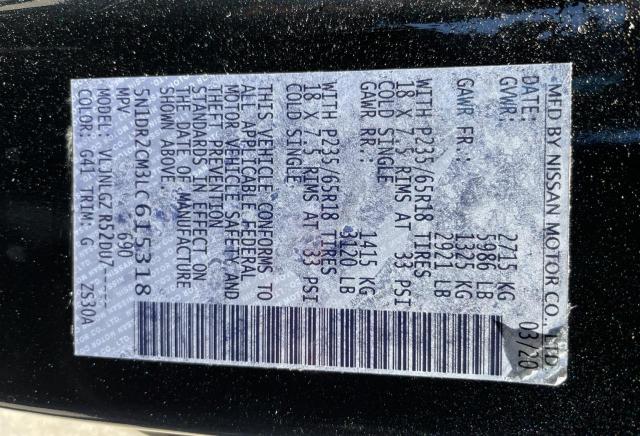 MFD BY NISSAN MOTOR CO., LTD
DATE: 03/20
GVWR: 2715 KG
5986 LB
GAWR FR.: 1325 KG
2921 LB
WITH P235/65R18 TIRES
18 X 7.5 RIMS AT 33 PSI
COLD SINGLE
GAWR RR.: 1415 KG
3120 LB
WITH P235/65R18 TIRES
18 X 7.5 RIMS AT 33 PSI
COLD SINGLE
THIS VEHICLE CONFORMS TO
ALL APPLICABLE FEDERAL
MOTOR VEHICLE SAFETY AND
THEFT PREVENTION
STANDARDS IN EFFECT ON
THE DATE OF MANUFACTURE
SHOWN ABOVE.
5N1DR2CM3LC615318
MPV 690
MODEL: VLJNLGZ R52DU7-----
COLOR: G41 TRIM: G ZS30A